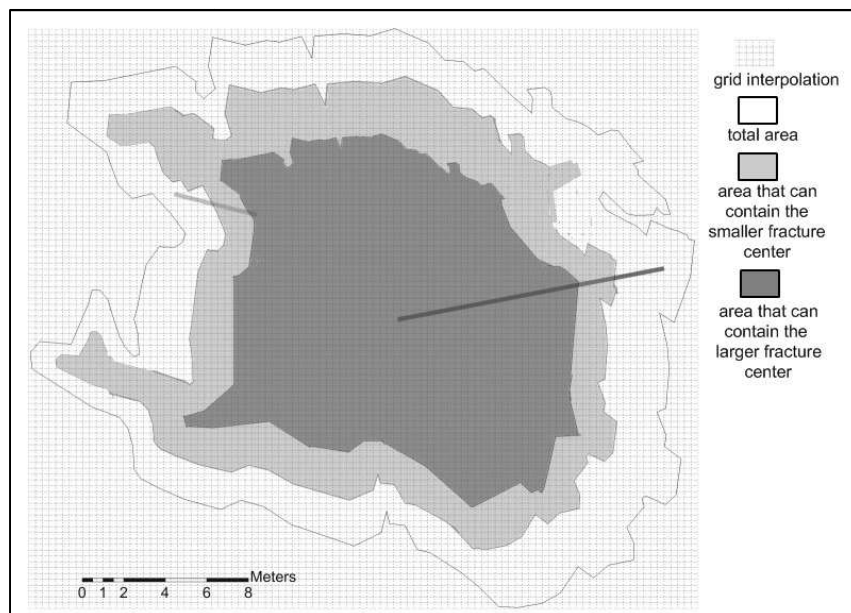 grid interpolation
total area
area that can
contain the
smaller fracture
center
area that can
contain the
larger fracture
center
Meters
0 1 2 4 6 8